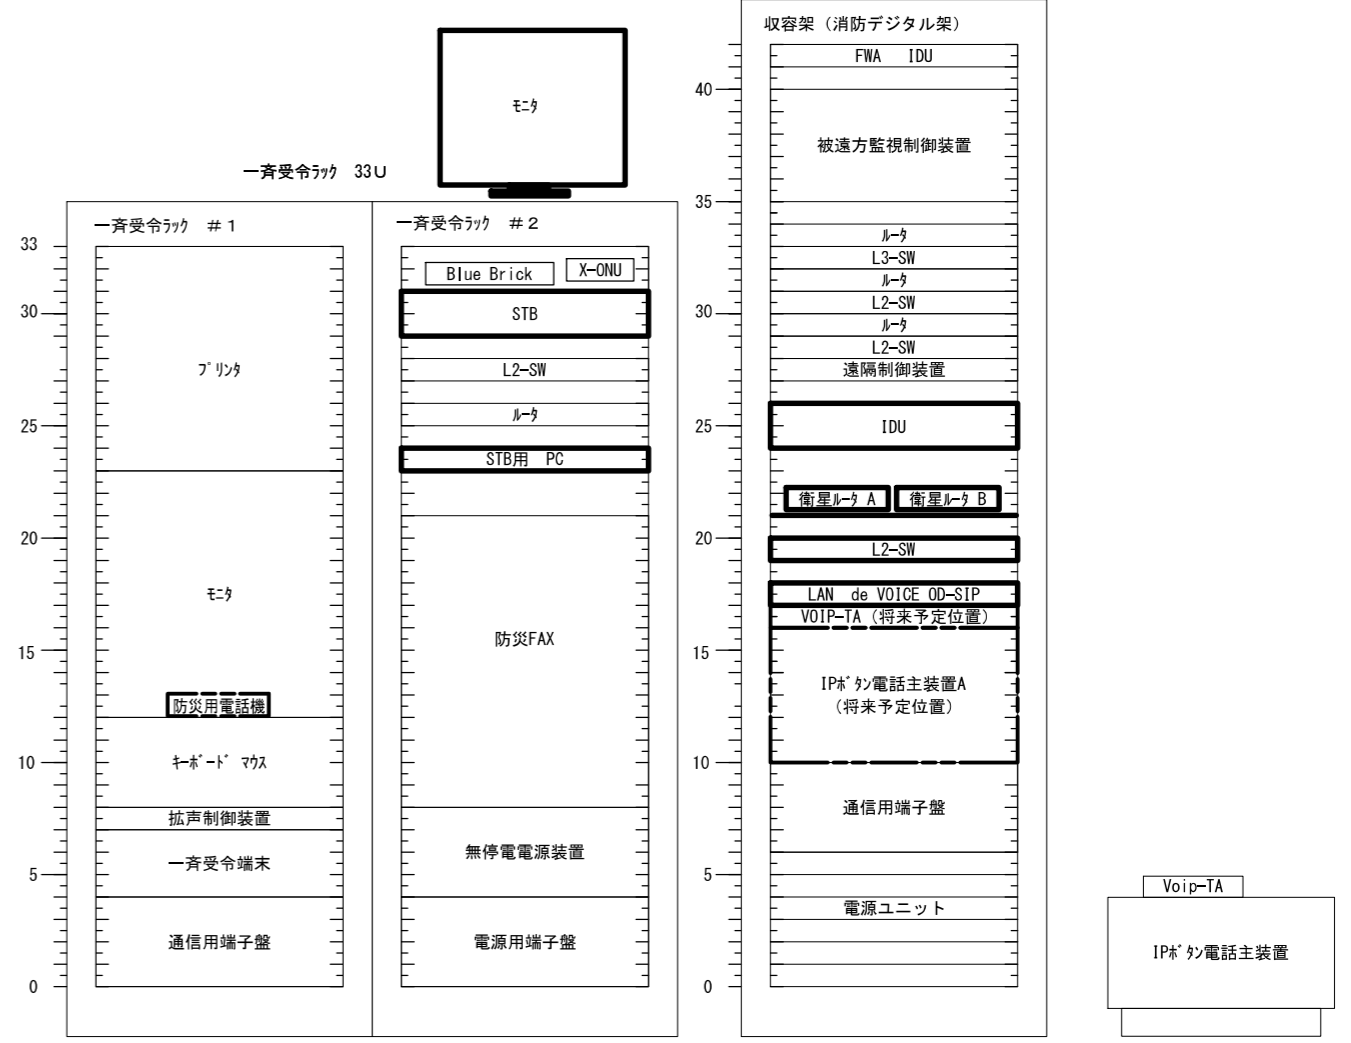 一斉受令ﾗｯｸ 33U
モニタ
一斉受令ﾗｯｸ #1
33
30
25
20
15
10
5
0
ﾌﾟﾘﾝﾀ
ﾓﾆﾀ
防災用電話機
ｷｰﾎﾞｰﾄﾞ ﾏｳｽ
拡声制御装置
一斉受令端末
通信用端子盤
一斉受令ﾗｯｸ #2
Blue Brick
X-ONU
STB
L2-SW
ﾙｰﾀ
STB用 PC
防災FAX
無停電電源装置
電源用端子盤
収容架（消防デジタル架）
40
35
30
25
20
15
10
5
0
FWA IDU
被遠方監視制御装置
ﾙｰﾀ
L3-SW
ﾙｰﾀ
L2-SW
ﾙｰﾀ
L2-SW
遠隔制御装置
IDU
衛星ﾙｰﾀ A
衛星ﾙｰﾀ B
L2-SW
LAN de VOICE OD-SIP
VOIP-TA（将来予定位置）
IPﾎﾞﾀﾝ電話主装置A
（将来予定位置）
通信用端子盤
電源ユニット
Voip-TA
IPﾎﾞﾀﾝ電話主装置